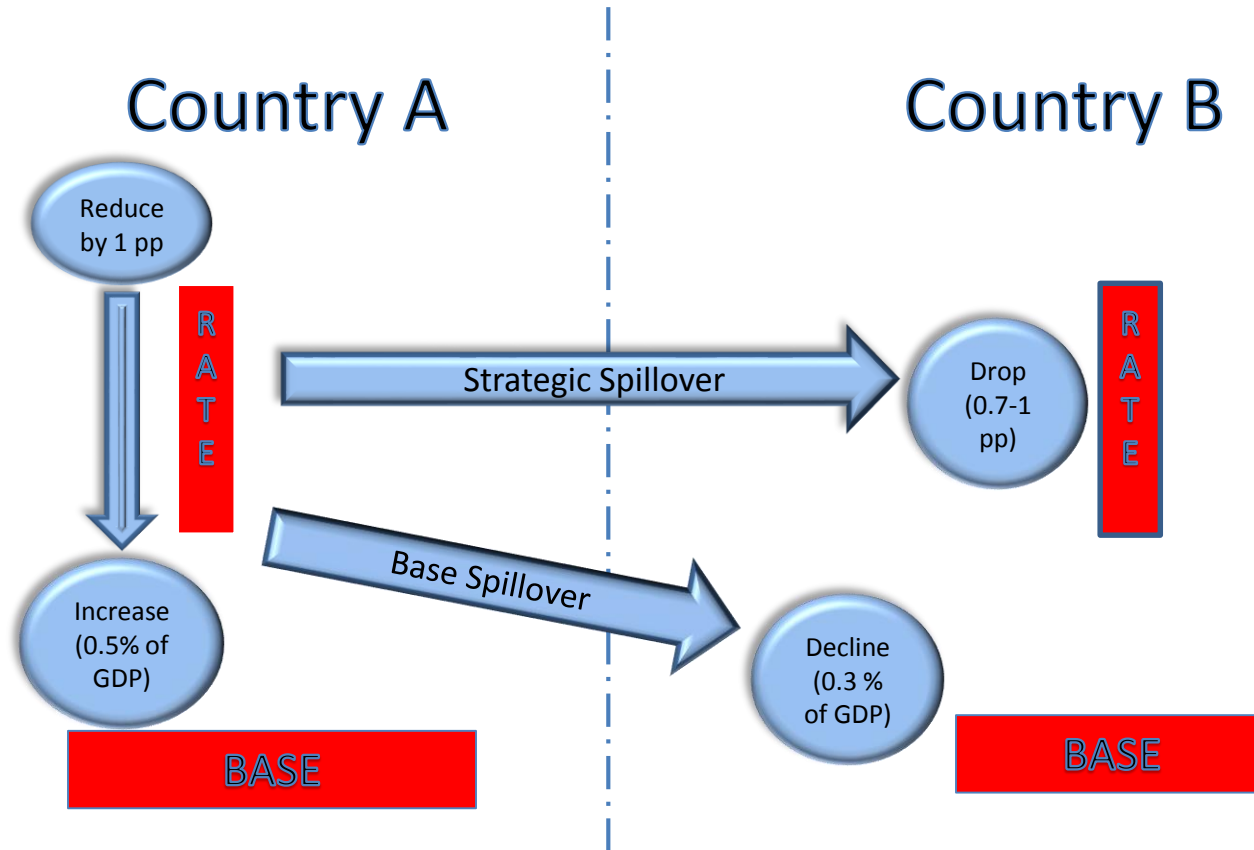 Country A
Country B
Reduce
by 1 pp
R
A
T
E
Strategic Spillover
Drop
(0.7-1
pp)
R
A
T
E
Base Spillover
Increase
(0.5% of
GDP)
Decline
(0.3 %
of GDP)
BASE
BASE